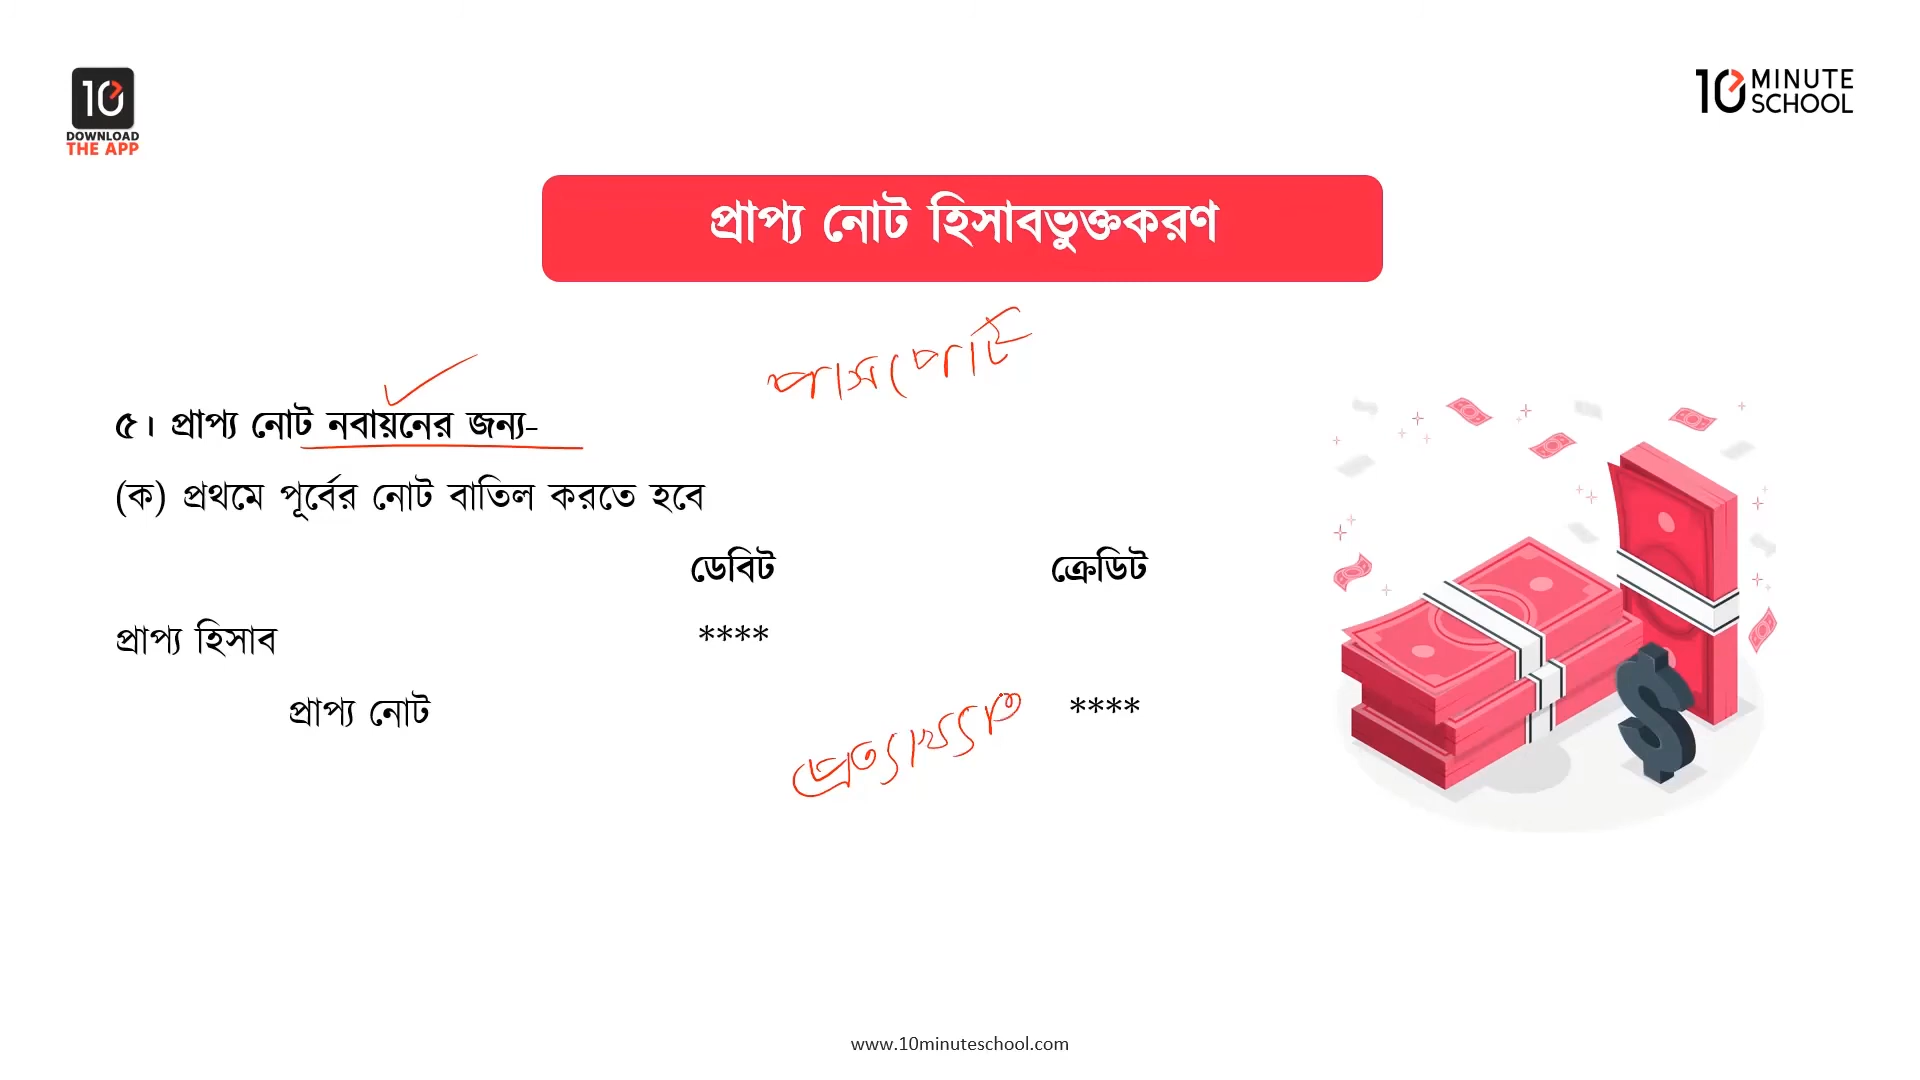 10
DOWNLOAD
THE APP
10 MINUTE
SCHOOL
প্রাপ্য নোট হিসাবভুক্তকরণ
পাসপোর্ট
৫। প্রাপ্য নোট নবায়নের জন্য-
(ক) প্রথমে পূর্বের নোট বাতিল করতে হবে
ডেবিট ক্রেডিট
প্রাপ্য হিসাব ****
প্রাপ্য নোট ****
প্রত্যাখ্যাত
www.10minuteschool.com